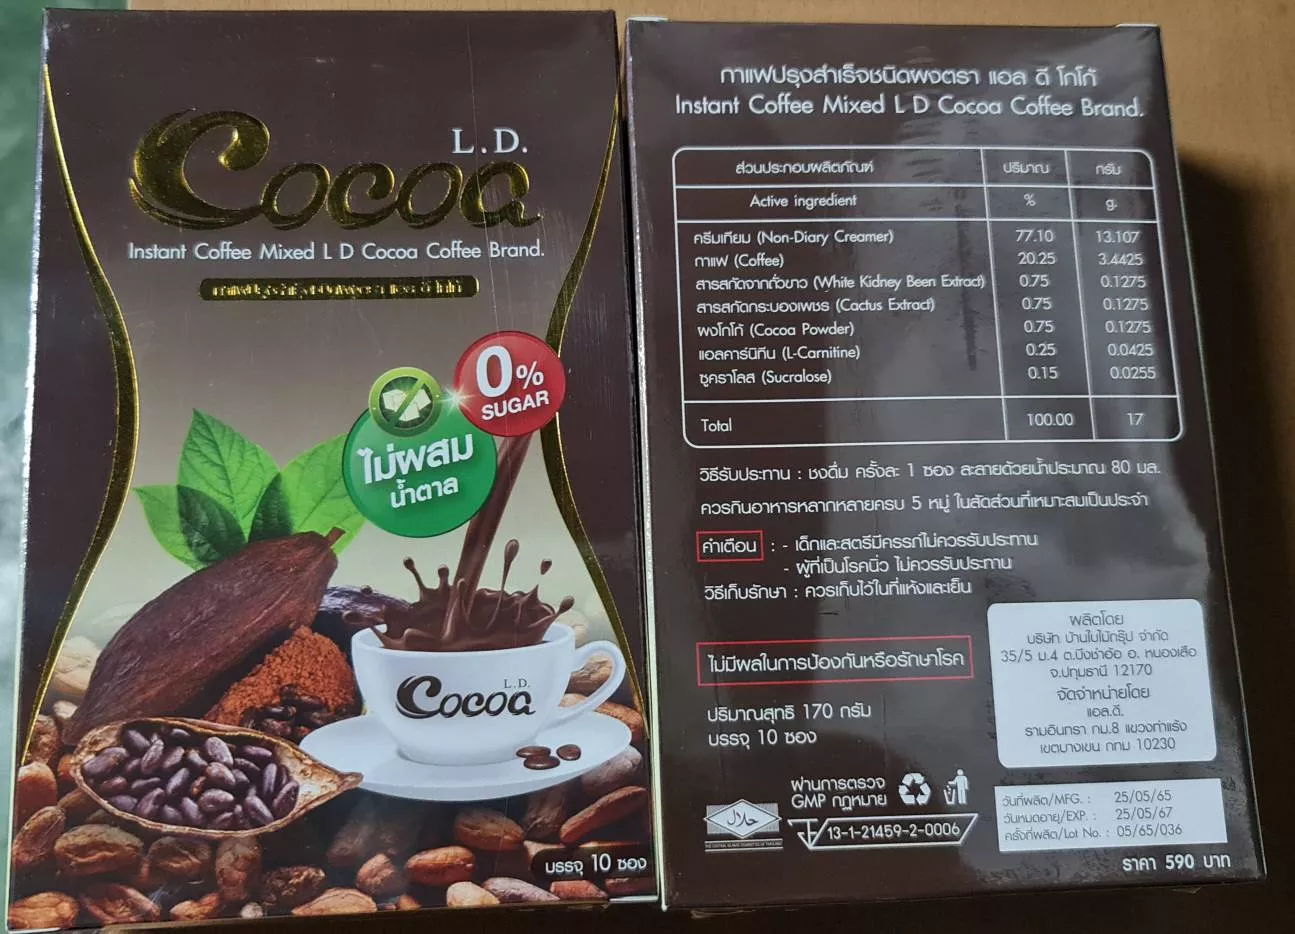 L.D.
Cocoa
Instant Coffee Mixed L D Cocoa Coffee Brand.
กาแฟปรุงสำเร็จชนิดผงตรา แอล ดี โกโก้
0%
SUGAR
ไม่ผสม
น้ำตาล
L.D.
Cocoa
บรรจุ 10 ซอง
กาแฟปรุงสำเร็จชนิดผงตรา แอล ดี โกโก้
Instant Coffee Mixed L D Cocoa Coffee Brand.
ส่วนประกอบผลิตภัณฑ์ ปริมาณ กรัม
Active ingredient % g.
ครีมเทียม (Non-Diary Creamer) 77.10 13.107
กาแฟ (Coffee) 20.25 3.4425
สารสกัดจากถั่วขาว (White Kidney Been Extract) 0.75 0.1275
สารสกัดกระบองเพชร (Cactus Extract) 0.75 0.1275
ผงโกโก้ (Cocoa Powder) 0.75 0.1275
แอลคาร์นิทีน (L-Carnitine) 0.25 0.0425
ซูคราโลส (Sucralose) 0.15 0.0255
Total 100.00 17
วิธีรับประทาน : ชงดื่ม ครั้งละ 1 ซอง ละลายด้วยน้ำประมาณ 80 มล.
ควรกินอาหารหลากหลายครบ 5 หมู่ ในสัดส่วนที่เหมาะสมเป็นประจำ
คำเตือน : - เด็กและสตรีมีครรภ์ไม่ควรรับประทาน
- ผู้ที่เป็นโรคนิ่ว ไม่ควรรับประทาน
วิธีเก็บรักษา : ควรเก็บไว้ในที่แห้งและเย็น
ไม่มีผลในการป้องกันหรือรักษาโรค
ปริมาณสุทธิ 170 กรัม
บรรจุ 10 ซอง
ผลิตโดย
บริษัท บ้านใบไม้กรุ๊ป จำกัด
35/5 ม.4 ต.บึงชำอ้อ อ. หนองเสือ
จ.ปทุมธานี 12170
จัดจำหน่ายโดย
แอล.ดี.
รามอินทรา กม.8 แขวงท่าแร้ง
เขตบางเขน กทม 10230
ผ่านการตรวจ
GMP กฎหมาย
حلال
13-1-21459-2-0006
วันที่ผลิต/MFG. : 25/05/65
วันหมดอายุ/EXP. : 25/05/67
ครั้งที่ผลิต/Lot No. : 05/65/036
ราคา 590 บาท